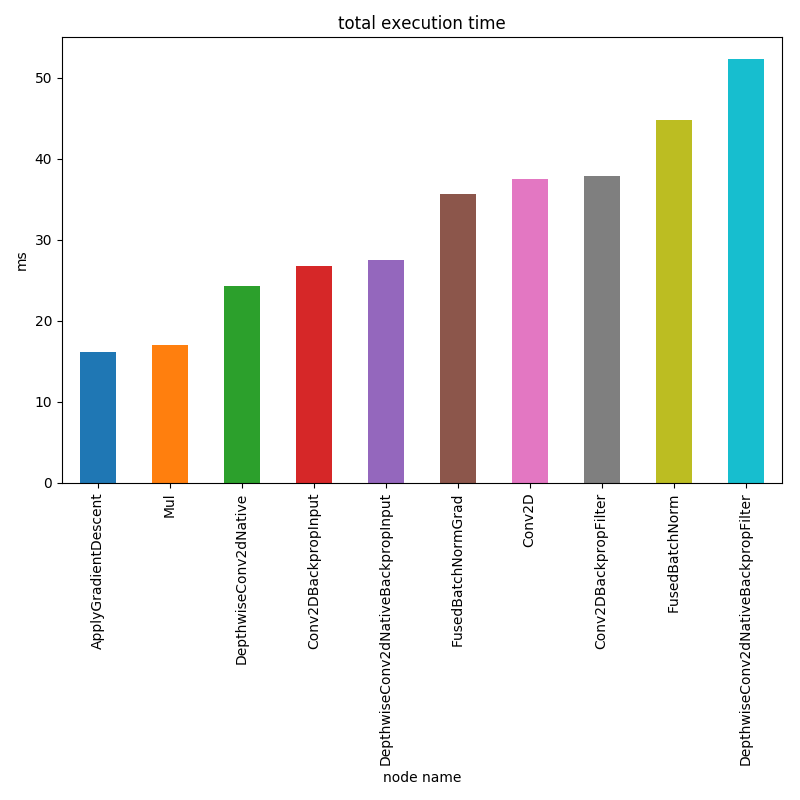 total execution time
ms
50
40
30
20
10
0
ApplyGradientDescent
Mul
DepthwiseConv2dNative
Conv2DBackpropInput
DepthwiseConv2dNativeBackpropInput
FusedBatchNormGrad
Conv2D
Conv2DBackpropFilter
FusedBatchNorm
DepthwiseConv2dNativeBackpropFilter
node name